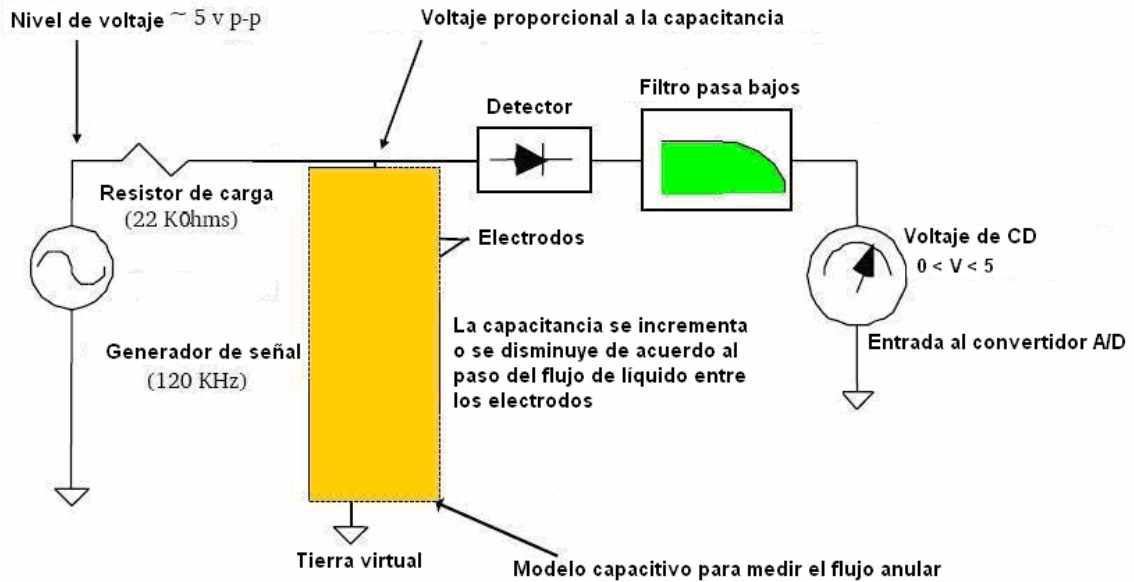 Nivel de voltaje ~ 5 v p-p
Voltaje proporcional a la capacitancia
Filtro pasa bajos
Detector
Resistor de carga
(22 KOhms)
Electrodos
Voltaje de CD
0 < V < 5
La capacitancia se incrementa
o se disminuye de acuerdo al
paso del flujo de líquido entre
los electrodos
Entrada al convertidor A/D
Generador de señal
(120 KHz)
Tierra virtual
Modelo capacitivo para medir el flujo anular